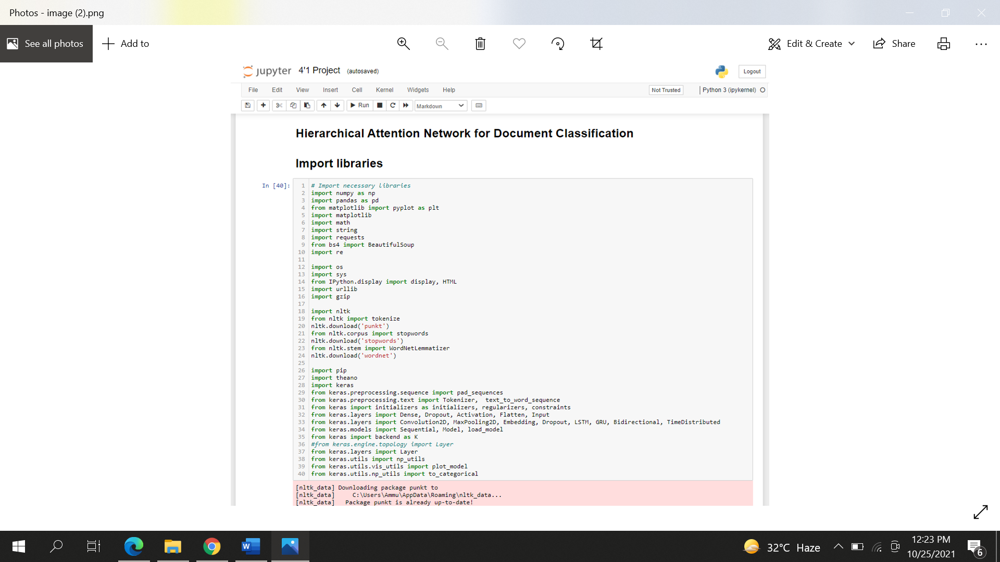 Photos - image (2).png
See all photos
Add to
Edit & Create
Share
jupyter 4'1 Project (autosaved)
Logout
File Edit View Insert Cell Kernel Widgets Help
Not Trusted
Python 3 (ipykernel)
Run
Markdown
Hierarchical Attention Network for Document Classification
Import libraries
In [40]:
1 # Import necessary libraries
2 import numpy as np
3 import pandas as pd
4 from matplotlib import pyplot as plt
5 import matplotlib
6 import math
7 import string
8 import requests
9 from bs4 import BeautifulSoup
10 import re
11
12 import os
13 import sys
14 from IPython.display import display, HTML
15 import urllib
16 import gzip
17
18 import nltk
19 from nltk import tokenize
20 nltk.download('punkt')
21 from nltk.corpus import stopwords
22 nltk.download('stopwords')
23 from nltk.stem import WordNetLemmatizer
24 nltk.download('wordnet')
25
26 import pip
27 import theano
28 import keras
29 from keras.preprocessing.sequence import pad_sequences
30 from keras.preprocessing.text import Tokenizer,  text_to_word_sequence
31 from keras import initializers as initializers, regularizers, constraints
32 from keras.layers import Dense, Dropout, Activation, Flatten, Input
33 from keras.layers import Convolution2D, MaxPooling2D, Embedding, Dropout, LSTM, GRU, Bidirectional, TimeDistributed
34 from keras.models import Sequential, Model, load_model
35 from keras import backend as K
36 #from keras.engine.topology import Layer
37 from keras.layers import Layer
38 from keras.utils import np_utils
39 from keras.utils.vis_utils import plot_model
40 from keras.utils.np_utils import to_categorical
[nltk_data] Downloading package punkt to
[nltk_data]     C:\Users\Ammu\AppData\Roaming\nltk_data...
[nltk_data]   Package punkt is already up-to-date!
W
32°C Haze
12:23 PM
10/25/2021
6